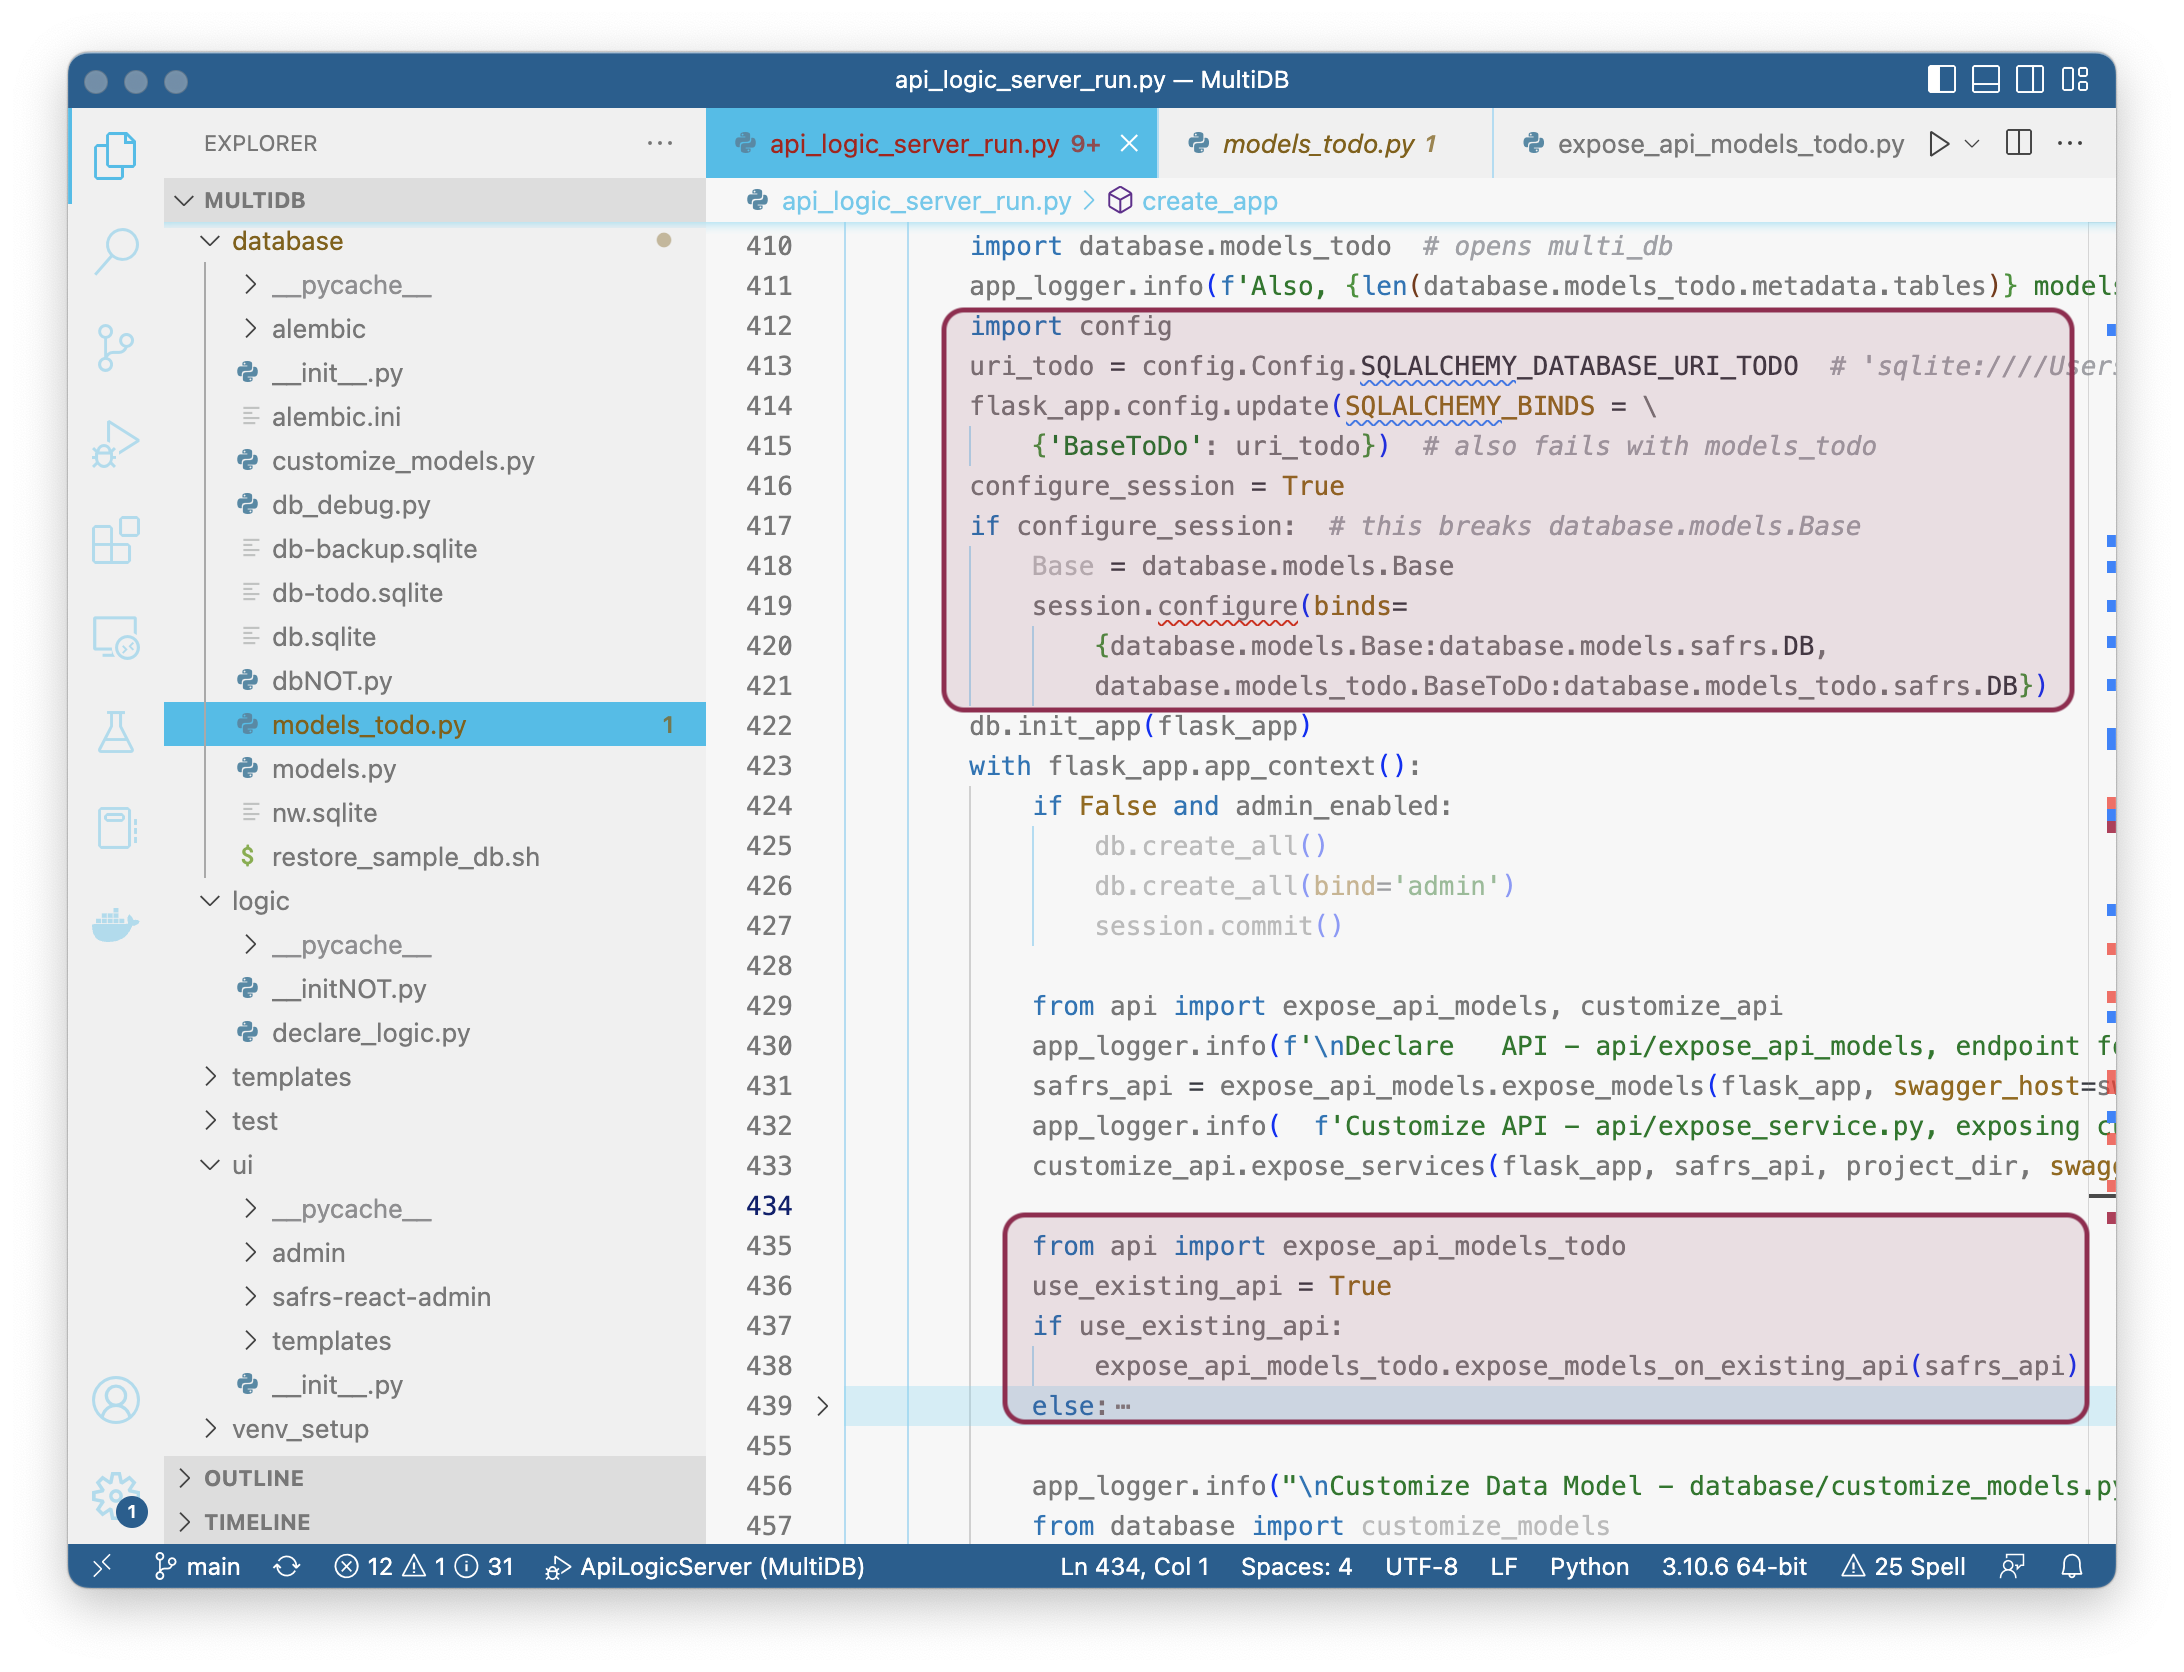 api_logic_server_run.py — MultiDB
EXPLORER
MULTIDB
database
__pycache__
alembic
__init__.py
alembic.ini
customize_models.py
db_debug.py
db-backup.sqlite
db-todo.sqlite
db.sqlite
dbNOT.py
models_todo.py 1
models.py
nw.sqlite
$ restore_sample_db.sh
logic
__pycache__
__initNOT.py
declare_logic.py
templates
test
ui
__pycache__
admin
safrs-react-admin
templates
__init__.py
venv_setup
OUTLINE
TIMELINE
1
api_logic_server_run.py 9+
models_todo.py 1
expose_api_models_todo.py
api_logic_server_run.py > create_app
410 import database.models_todo # opens multi_db
411 app_logger.info(f'Also, {len(database.models_todo.metadata.tables)} models
412 import config
413 uri_todo = config.Config.SQLALCHEMY_DATABASE_URI_TODO # 'sqlite:////Users
414 flask_app.config.update(SQLALCHEMY_BINDS = \
415 {'BaseToDo': uri_todo}) # also fails with models_todo
416 configure_session = True
417 if configure_session: # this breaks database.models.Base
418 Base = database.models.Base
419 session.configure(binds=
420 {database.models.Base:database.models.safrs.DB,
421 database.models_todo.BaseToDo:database.models_todo.safrs.DB})
422 db.init_app(flask_app)
423 with flask_app.app_context():
424 if False and admin_enabled:
425 db.create_all()
426 db.create_all(bind='admin')
427 session.commit()
428
429 from api import expose_api_models, customize_api
430 app_logger.info(f'\nDeclare   API – api/expose_api_models, endpoint fo
431 safrs_api = expose_api_models.expose_models(flask_app, swagger_host=sw
432 app_logger.info(  f'Customize API – api/expose_service.py, exposing cu
433 customize_api.expose_services(flask_app, safrs_api, project_dir, swagg
434
435 from api import expose_api_models_todo
436 use_existing_api = True
437 if use_existing_api:
438 expose_api_models_todo.expose_models_on_existing_api(safrs_api)
439 else:⋯
455
456 app_logger.info("\nCustomize Data Model – database/customize_models.py
457 from database import customize_models
main 12 1 31 ApiLogicServer (MultiDB) Ln 434, Col 1 Spaces: 4 UTF-8 LF Python 3.10.6 64-bit 25 Spell